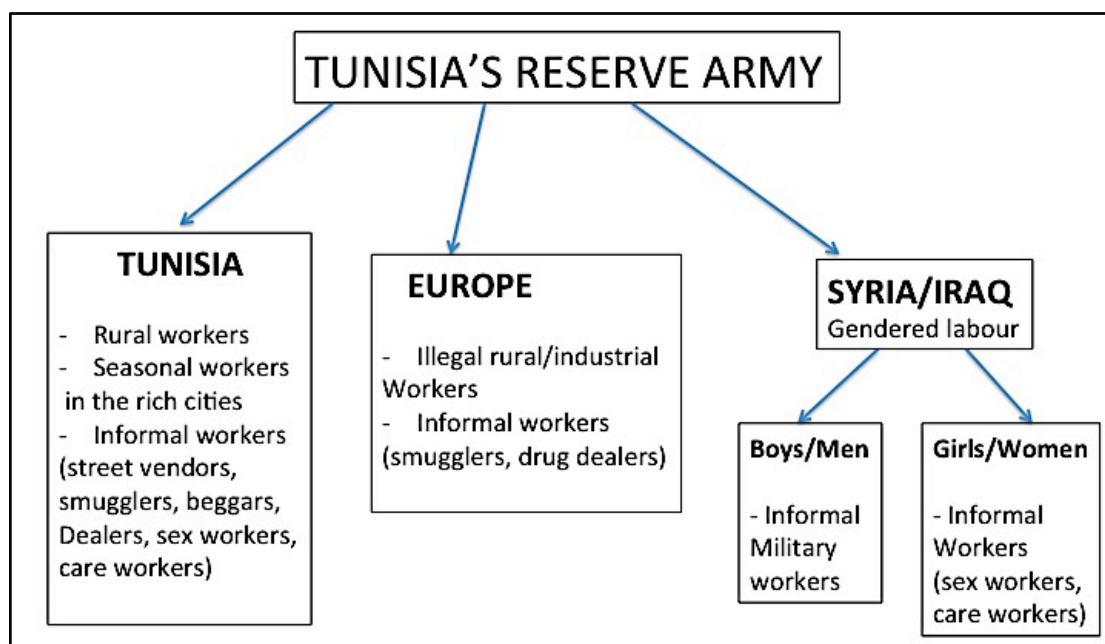 TUNISIA'S RESERVE ARMY
TUNISIA
- Rural workers
- Seasonal workers
in the rich cities
- Informal workers
(street vendors,
smugglers, beggars,
Dealers, sex workers,
care workers)
EUROPE
- Illegal rural/industrial
Workers
- Informal workers
(smugglers, drug dealers)
SYRIA/IRAQ
Gendered labour
Boys/Men
- Informal
Military
workers
Girls/Women
- Informal
Workers
(sex workers,
care workers)